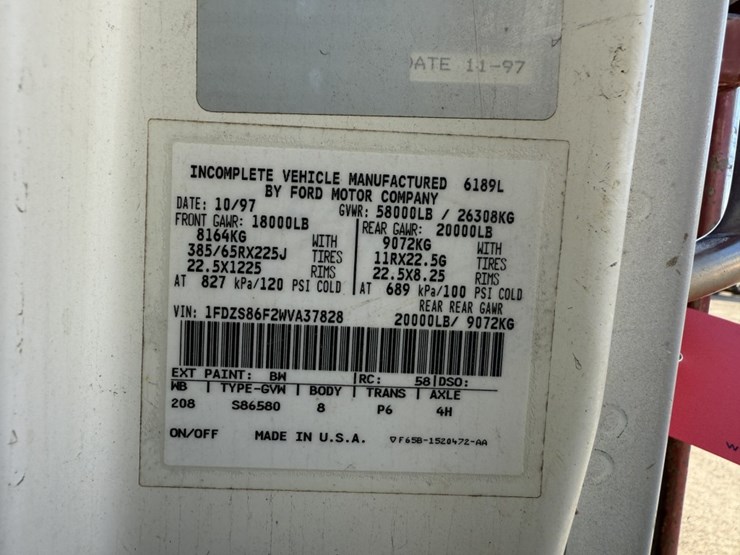 DATE 11-97
INCOMPLETE VEHICLE MANUFACTURED 6189L
BY FORD MOTOR COMPANY
DATE: 10/97 GVWR: 58000LB / 26308KG
FRONT GAWR: 18000LB REAR GAWR: 20000LB
8164KG WITH 9072KG WITH
385/65RX225J TIRES 11RX22.5G TIRES
22.5X1225 RIMS 22.5X8.25 RIMS
AT 827 kPa/120 PSI COLD AT 689 kPa/100 PSI COLD
REAR REAR GAWR
VIN: 1FDZS86F2WVA37828 20000LB/ 9072KG
EXT PAINT: BW RC: 58 DSO:
WB TYPE-GVW BODY TRANS AXLE
208 S86580 8 P6 4H
ON/OFF MADE IN U.S.A. F65B-1520472-AA
W